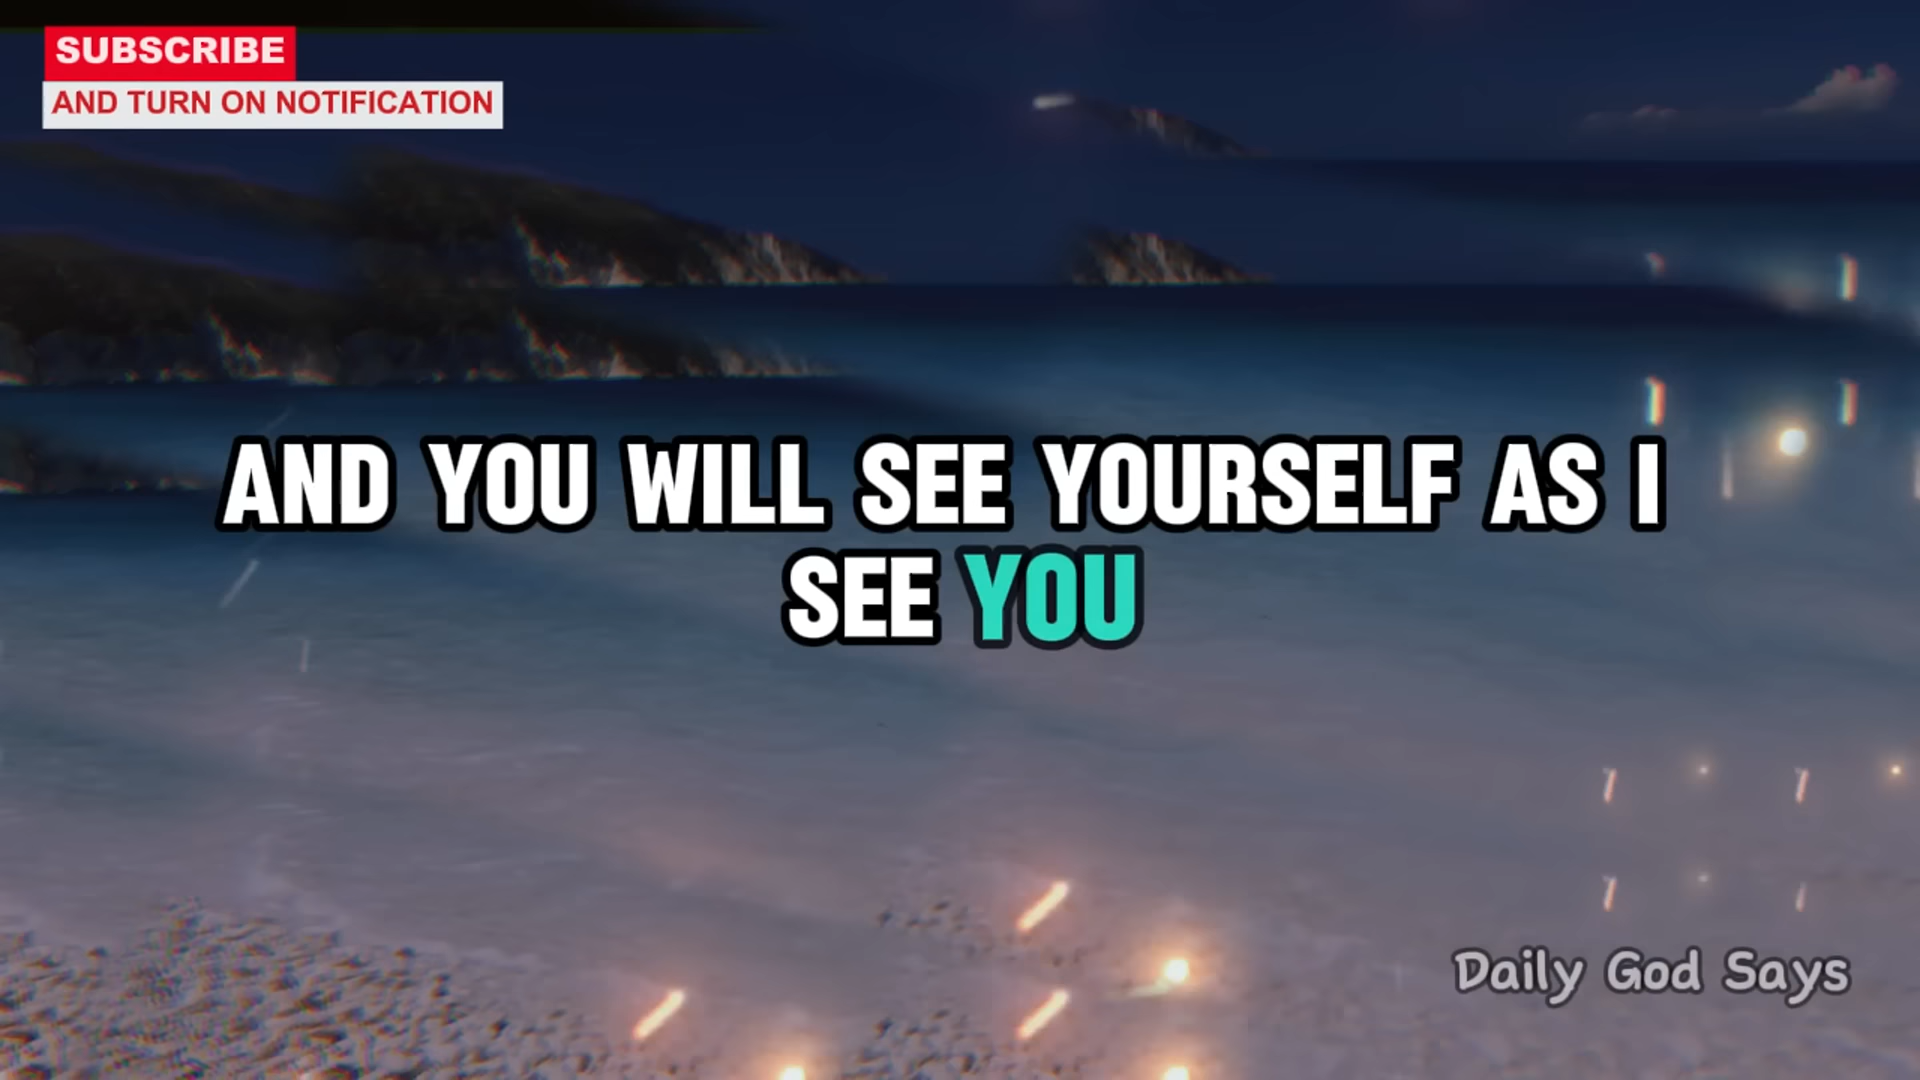 SUBSCRIBE
AND TURN ON NOTIFICATION
AND YOU WILL SEE YOURSELF AS I
SEE YOU
Daily God Says